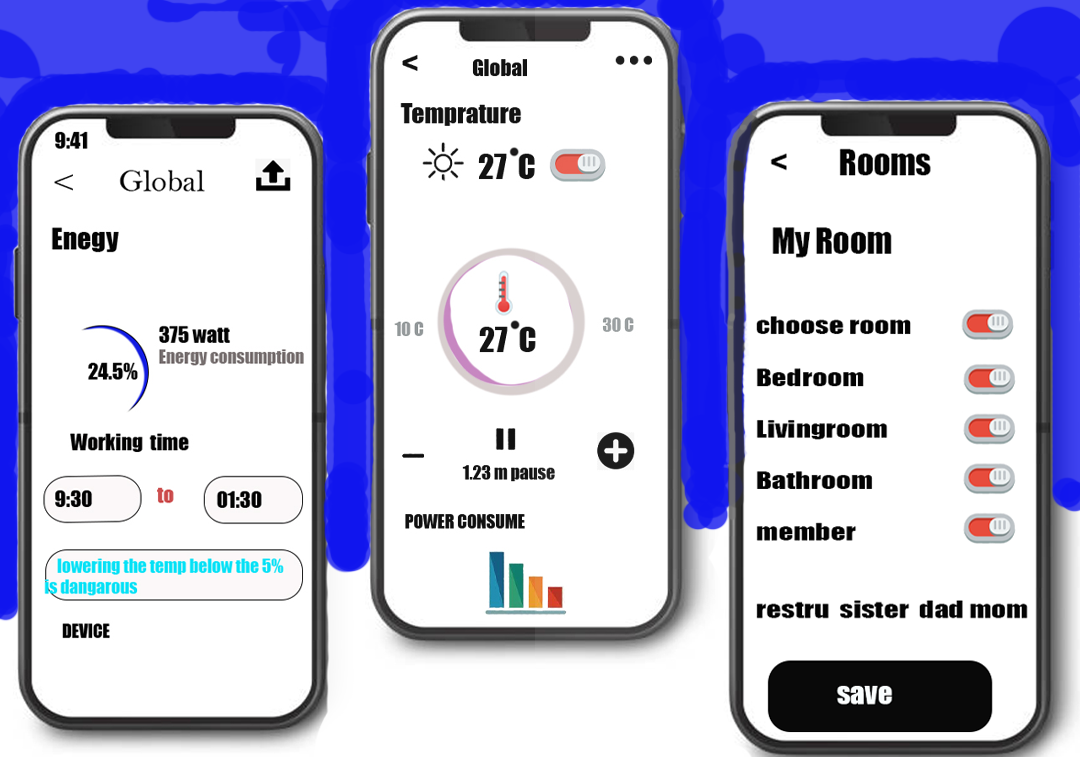 9:41
< Global
Enegy
375 watt
Energy consumption
24.5%
Working time
9:30 to 01:30
lowering the temp below the 5%
is dangarous
DEVICE
< Global •••
Temprature
27°C
10 C 27°C 30 C
1.23 m pause
POWER CONSUME
< Rooms
My Room
choose room
Bedroom
Livingroom
Bathroom
member
restru sister dad mom
save